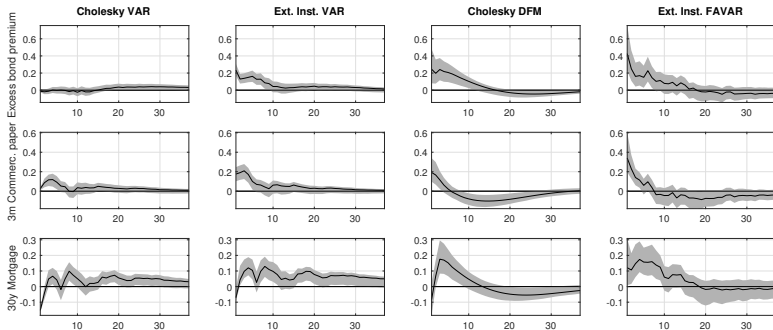 Cholesky VAR Ext. Inst. VAR Cholesky DFM Ext. Inst. FAVAR
Excess bond premium
0.6 0.6 0.6 0.6
0.4 0.4 0.4 0.4
0.2 0.2 0.2 0.2
0 0 0 0
10 20 30 10 20 30 10 20 30 10 20 30
3m Commerc. paper
0.6 0.6 0.6 0.6
0.4 0.4 0.4 0.4
0.2 0.2 0.2 0.2
0 0 0 0
10 20 30 10 20 30 10 20 30 10 20 30
30y Mortgage
0.3 0.3 0.3 0.3
0.2 0.2 0.2 0.2
0.1 0.1 0.1 0.1
0 0 0 0
-0.1 -0.1 -0.1 -0.1
10 20 30 10 20 30 10 20 30 10 20 30